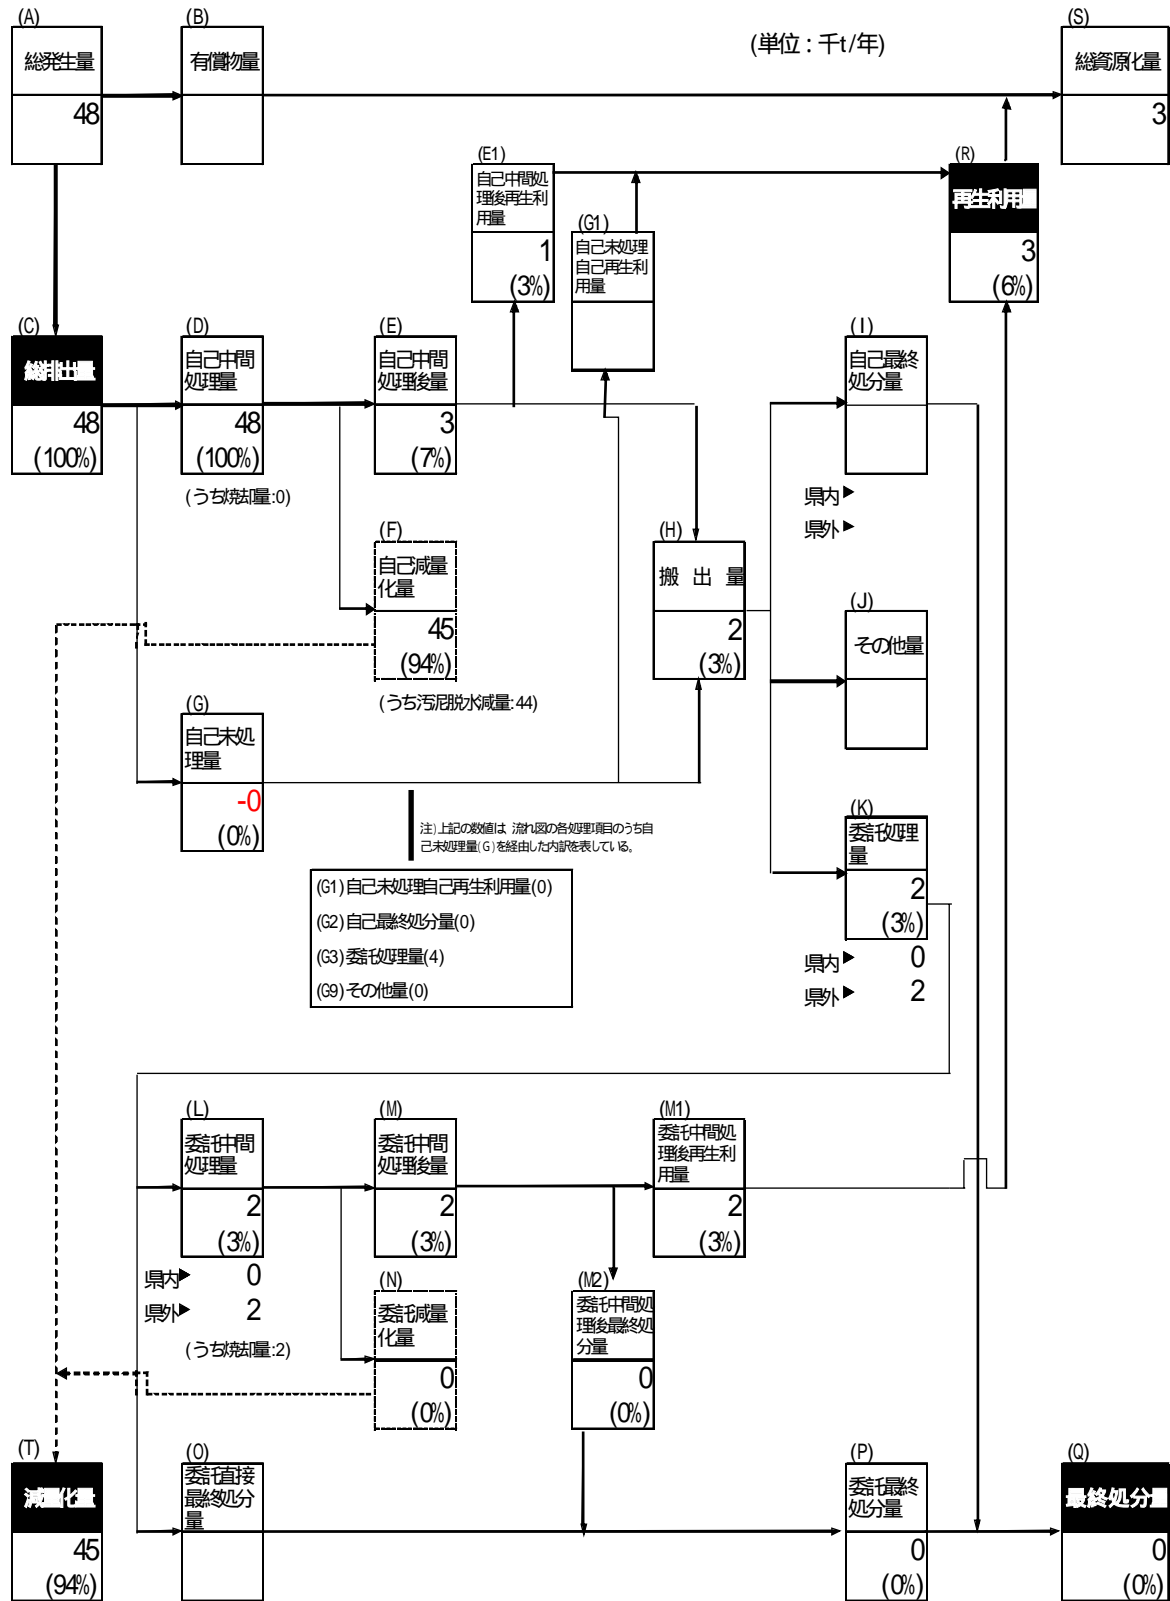 (A)
総発生量
48
(B)
有償物量
(単位：千t/年)
(S)
総資源化量
3
(E1)
自己中間処
理後再生利
用量
1
(3%)
(G1)
自己未処理
自己再生利
用量
(R)
再生利用量
3
(6%)
(C)
総排出量
48
(100%)
(D)
自己中間
処理量
48
(100%)
(うち焼却量:0)
(E)
自己中間
処理後量
3
(7%)
(I)
自己最終
処分量
県内▶
県外▶
(F)
自己減量
化量
45
(94%)
(うち汚泥脱水減量:44)
(H)
搬 出 量
2
(3%)
(J)
その他量
(G)
自己未処
理量
-0
(0%)
注)上記の数値は、流れ図の各処理項目のうち自
己未処理量(G)を経由した内訳を表している。
(G1)自己未処理自己再生利用量(0)
(G2)自己最終処分量(0)
(G3)委託処理量(4)
(G9)その他量(0)
(K)
委託処理
量
2
(3%)
県内▶ 0
県外▶ 2
(L)
委託中間
処理量
2
(3%)
県内▶ 0
県外▶ 2
(うち焼却量:2)
(M)
委託中間
処理後量
2
(3%)
(M1)
委託中間処
理後再生利
用量
2
(3%)
(N)
委託減量
化量
0
(0%)
(M2)
委託中間処
理後最終処
分量
0
(0%)
(T)
減量化量
45
(94%)
(O)
委託直接
最終処分
量
(P)
委託最終
処分量
0
(0%)
(Q)
最終処分量
0
(0%)